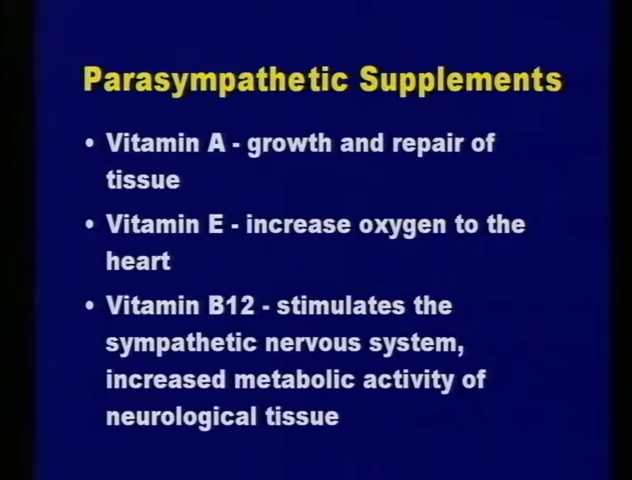 Parasympathetic Supplements
• Vitamin A - growth and repair of
tissue
• Vitamin E - increase oxygen to the
heart
• Vitamin B12 - stimulates the
sympathetic nervous system,
increased metabolic activity of
neurological tissue